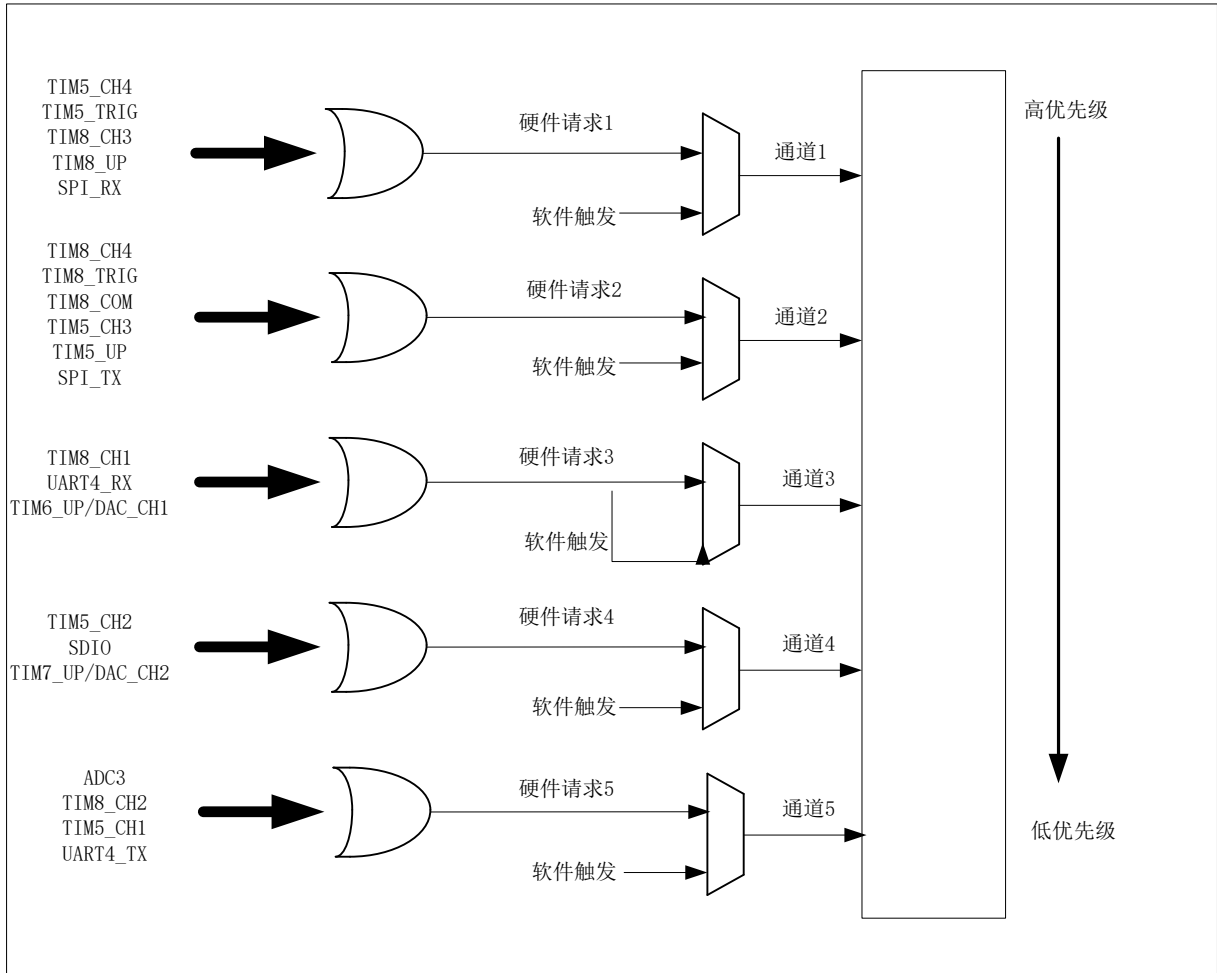 TIM5_CH4
TIM5_TRIG
TIM8_CH3
TIM8_UP
SPI_RX
硬件请求1
软件触发
通道1
高优先级
TIM8_CH4
TIM8_TRIG
TIM8_COM
TIM5_CH3
TIM5_UP
SPI_TX
硬件请求2
软件触发
通道2
TIM8_CH1
UART4_RX
TIM6_UP/DAC_CH1
硬件请求3
软件触发
通道3
TIM5_CH2
SDIO
TIM7_UP/DAC_CH2
硬件请求4
软件触发
通道4
ADC3
TIM8_CH2
TIM5_CH1
UART4_TX
硬件请求5
软件触发
通道5
低优先级